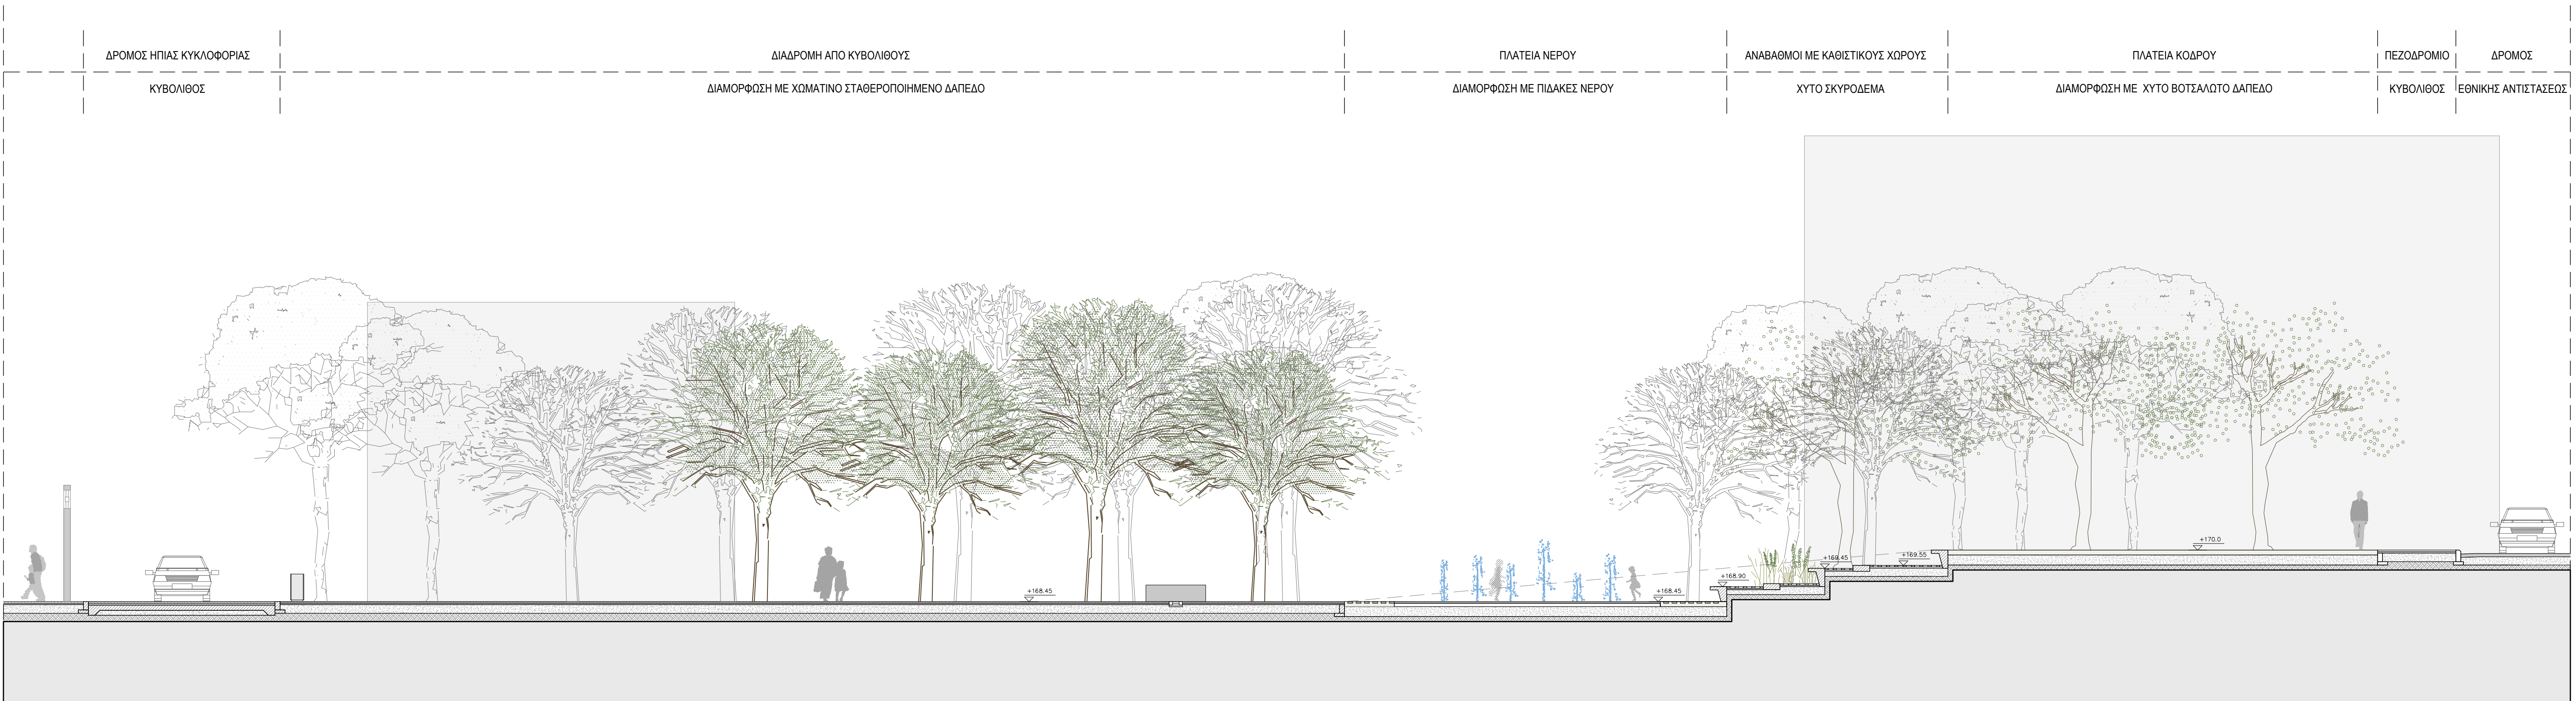 ΔΡΟΜΟΣ ΗΠΙΑΣ ΚΥΚΛΟΦΟΡΙΑΣ
ΔΙΑΔΡΟΜΗ ΑΠΟ ΚΥΒΟΛΙΘΟΥΣ
ΠΛΑΤΕΙΑ ΝΕΡΟΥ
ΑΝΑΒΑΘΜΟΙ ΜΕ ΚΑΘΙΣΤΙΚΟΥΣ ΧΩΡΟΥΣ
ΠΛΑΤΕΙΑ ΚΟΔΡΟΥ
ΠΕΖΟΔΡΟΜΙΟ
ΔΡΟΜΟΣ
ΚΥΒΟΛΙΘΟΣ
ΔΙΑΜΟΡΦΩΣΗ ΜΕ ΧΩΜΑΤΙΝΟ ΣΤΑΘΕΡΟΠΟΙΗΜΕΝΟ ΔΑΠΕΔΟ
ΔΙΑΜΟΡΦΩΣΗ ΜΕ ΠΙΔΑΚΕΣ ΝΕΡΟΥ
ΧΥΤΟ ΣΚΥΡΟΔΕΜΑ
ΔΙΑΜΟΡΦΩΣΗ ΜΕ ΧΥΤΟ ΒΟΤΣΑΛΩΤΟ ΔΑΠΕΔΟ
ΚΥΒΟΛΙΘΟΣ
ΕΘΝΙΚΗΣ ΑΝΤΙΣΤΑΣΕΩΣ
+168.45
+168.45
+168.90
+169.45
+169.55
+170.0